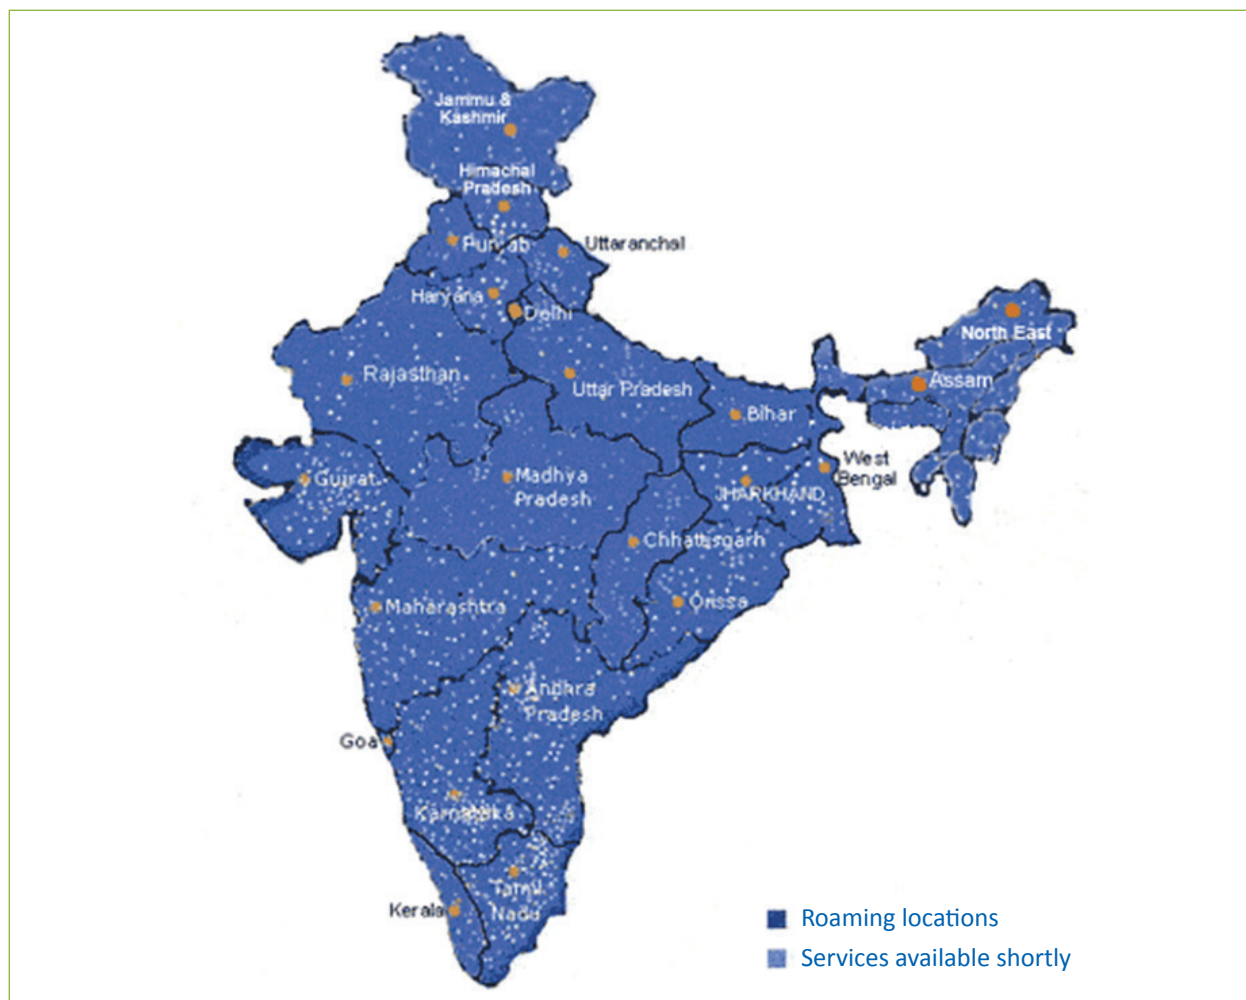 Jammu &
Kashmir
Himachal
Pradesh
Punjab
Uttaranchal
Haryana
Delhi
North East
Rajasthan
Uttar Pradesh
Assam
Bihar
West
Bengal
Gujrat
Madhya
Pradesh
JHARKHAND
Chhattisgarh
Maharashtra
Orissa
Andhra
Pradesh
Goa
Karnataka
Tamil
Nadu
Kerala
Roaming locations
Services available shortly